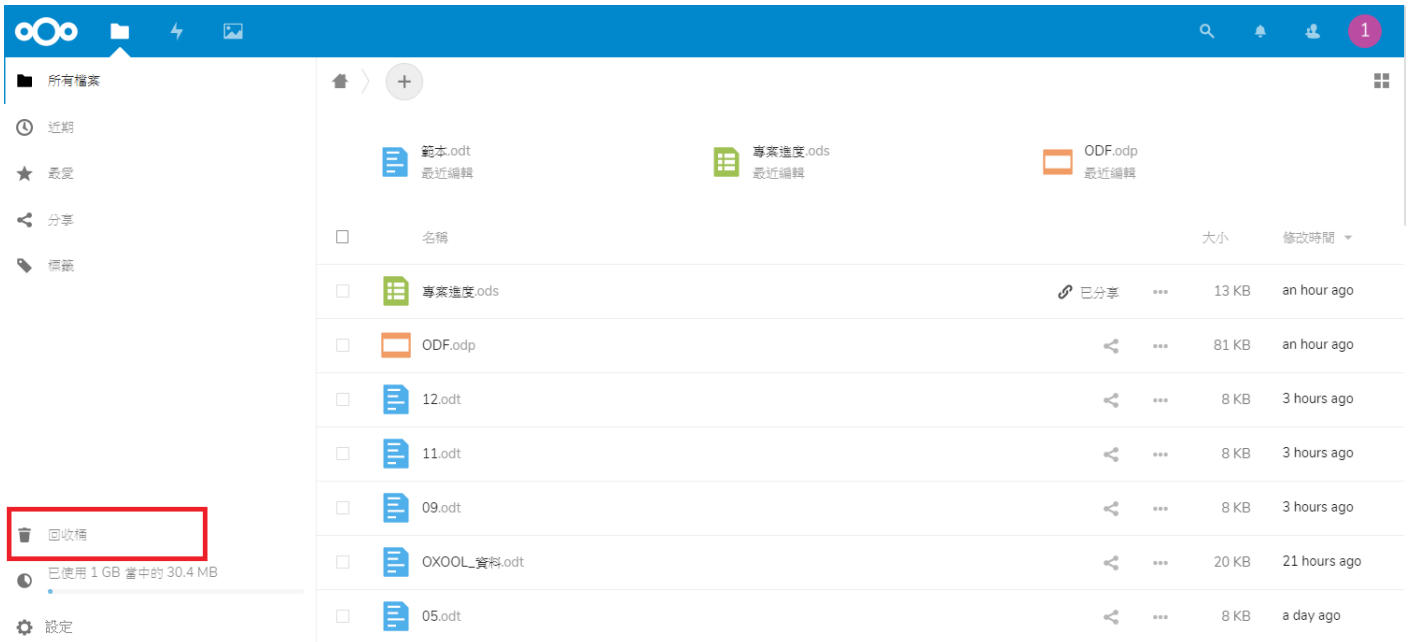 1
所有檔案
近期
最愛
分享
標籤
回收桶
已使用 1 GB 當中的 30.4 MB
設定
範本.odt
最近編輯
專案進度.ods
最近編輯
ODF.odp
最近編輯
名稱 大小 修改時間
專案進度.ods 已分享 13 KB an hour ago
ODF.odp 81 KB an hour ago
12.odt 8 KB 3 hours ago
11.odt 8 KB 3 hours ago
09.odt 8 KB 3 hours ago
OXOOL_資料.odt 20 KB 21 hours ago
05.odt 8 KB a day ago